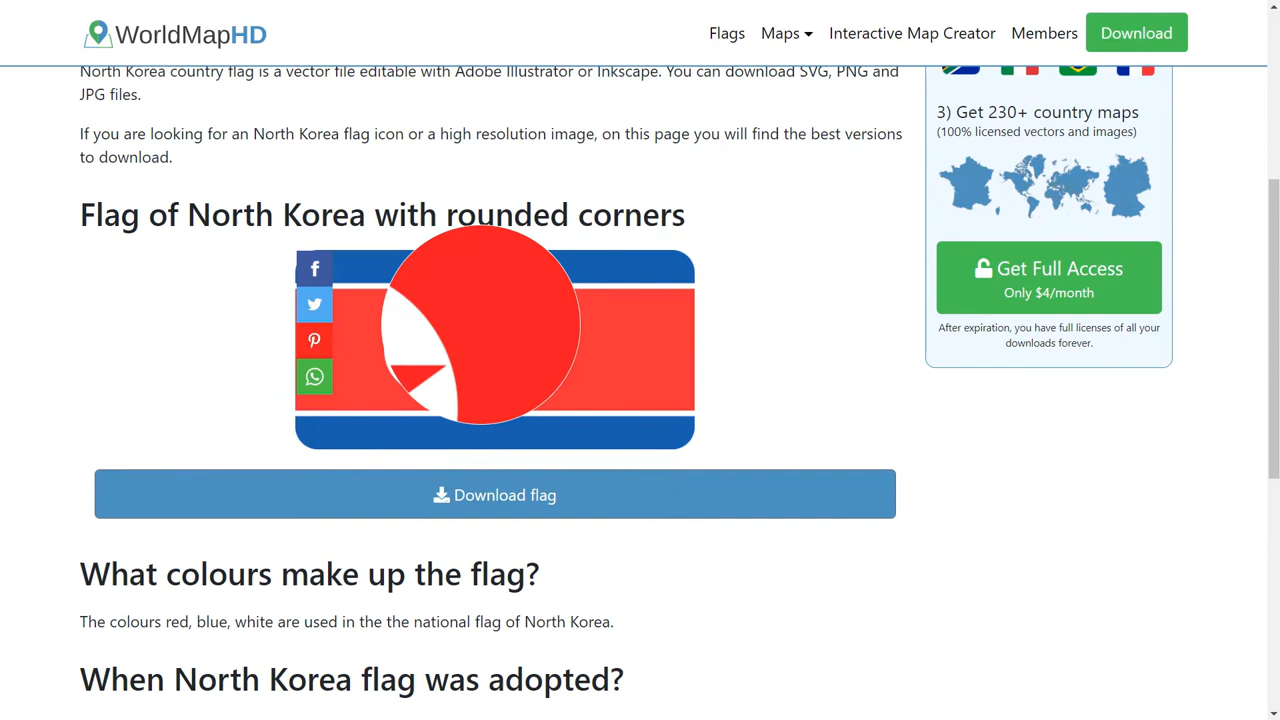 WorldMapHD
Flags Maps Interactive Map Creator Members Download
North Korea country flag is a vector file editable with Adobe Illustrator or Inkscape. You can download SVG, PNG and
JPG files.
If you are looking for an North Korea flag icon or a high resolution image, on this page you will find the best versions
to download.
Flag of North Korea with rounded corners
Download flag
What colours make up the flag?
The colours red, blue, white are used in the the national flag of North Korea.
When North Korea flag was adopted?
3) Get 230+ country maps
(100% licensed vectors and images)
Get Full Access
Only $4/month
After expiration, you have full licenses of all your
downloads forever.